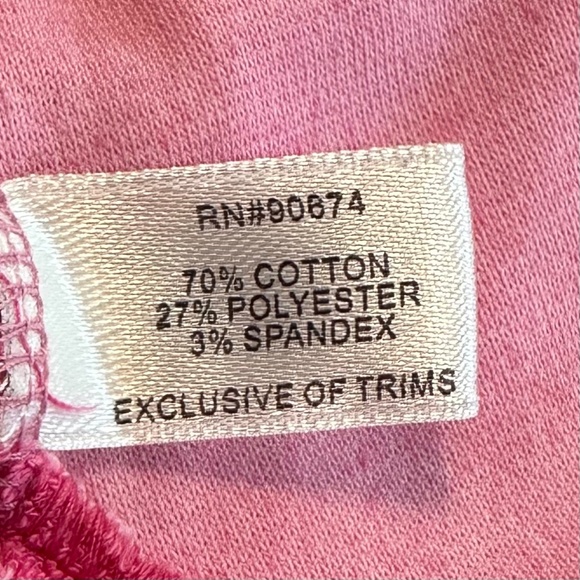 RN#90674
70% COTTON
27% POLYESTER
3% SPANDEX
EXCLUSIVE OF TRIMS